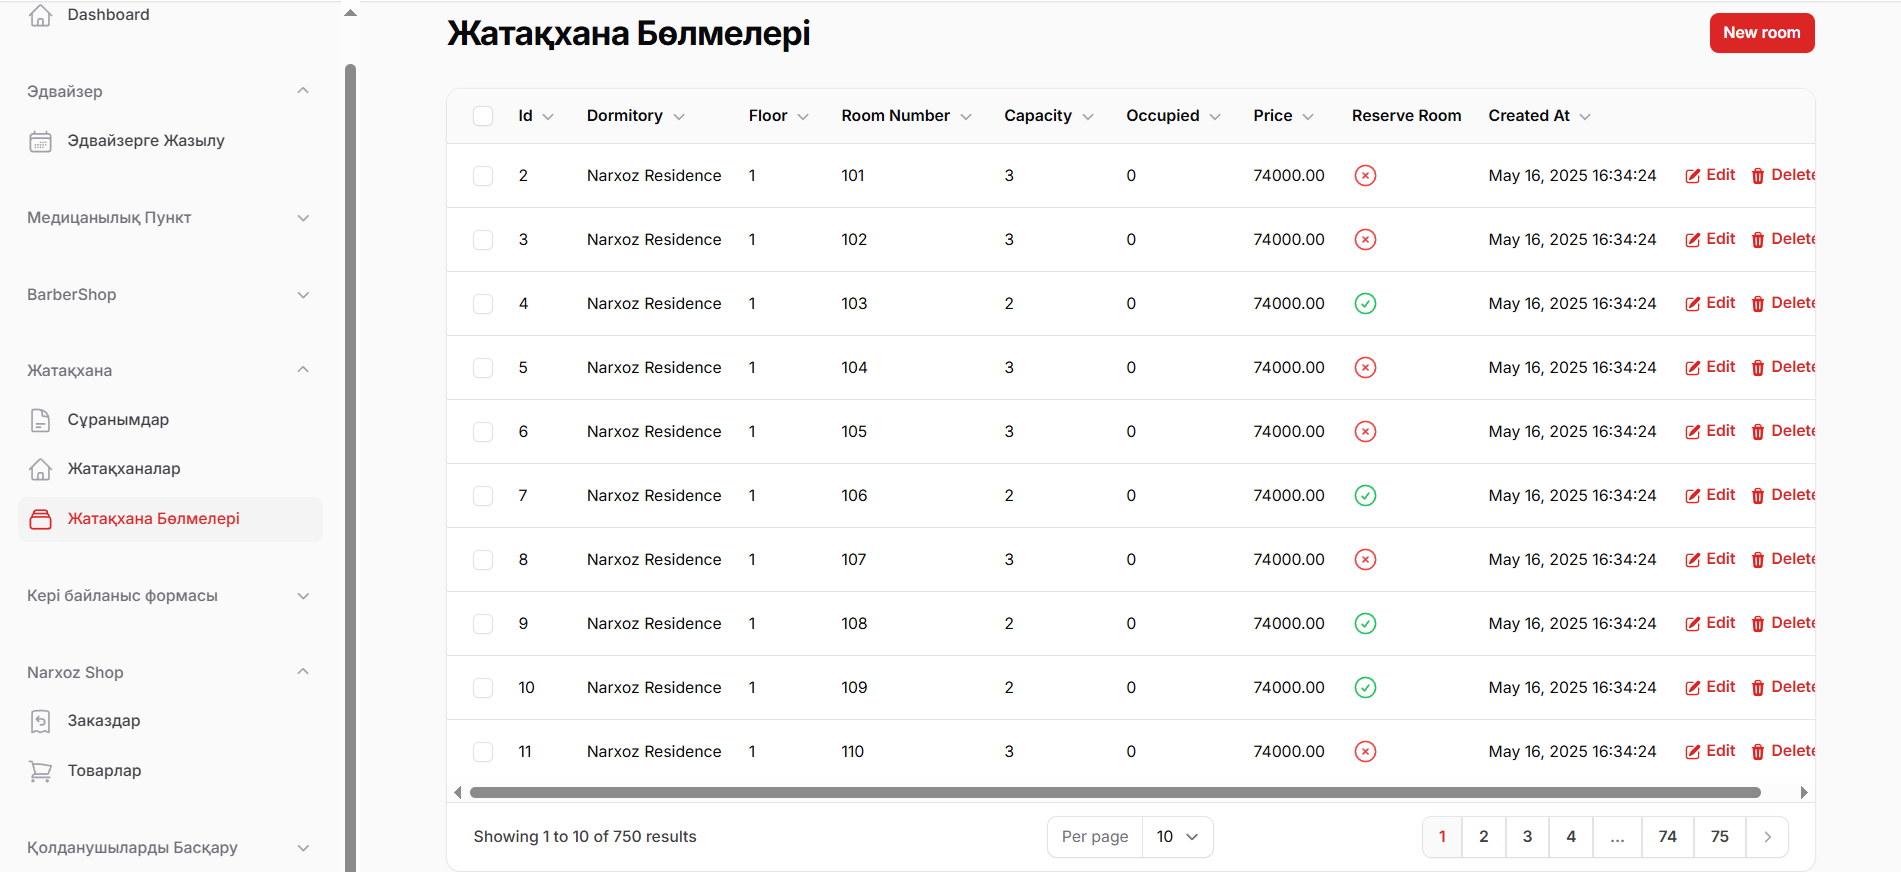 Dashboard
Эдвайзер
Эдвайзерге Жазылу
Медицанылық Пункт
BarberShop
Жатақхана
Сұранымдар
Жатақханалар
Жатақхана Бөлмелері
Кері байланыс формасы
Narxoz Shop
Заказдар
Товарлар
Қолданушыларды Басқару
Жатақхана Бөлмелері
New room
Id Dormitory Floor Room Number Capacity Occupied Price Reserve Room Created At
2 Narxoz Residence 1 101 3 0 74000.00 May 16, 2025 16:34:24 Edit Delete
3 Narxoz Residence 1 102 3 0 74000.00 May 16, 2025 16:34:24 Edit Delete
4 Narxoz Residence 1 103 2 0 74000.00 May 16, 2025 16:34:24 Edit Delete
5 Narxoz Residence 1 104 3 0 74000.00 May 16, 2025 16:34:24 Edit Delete
6 Narxoz Residence 1 105 3 0 74000.00 May 16, 2025 16:34:24 Edit Delete
7 Narxoz Residence 1 106 2 0 74000.00 May 16, 2025 16:34:24 Edit Delete
8 Narxoz Residence 1 107 3 0 74000.00 May 16, 2025 16:34:24 Edit Delete
9 Narxoz Residence 1 108 2 0 74000.00 May 16, 2025 16:34:24 Edit Delete
10 Narxoz Residence 1 109 2 0 74000.00 May 16, 2025 16:34:24 Edit Delete
11 Narxoz Residence 1 110 3 0 74000.00 May 16, 2025 16:34:24 Edit Delete
Showing 1 to 10 of 750 results Per page 10 1 2 3 4 ... 74 75